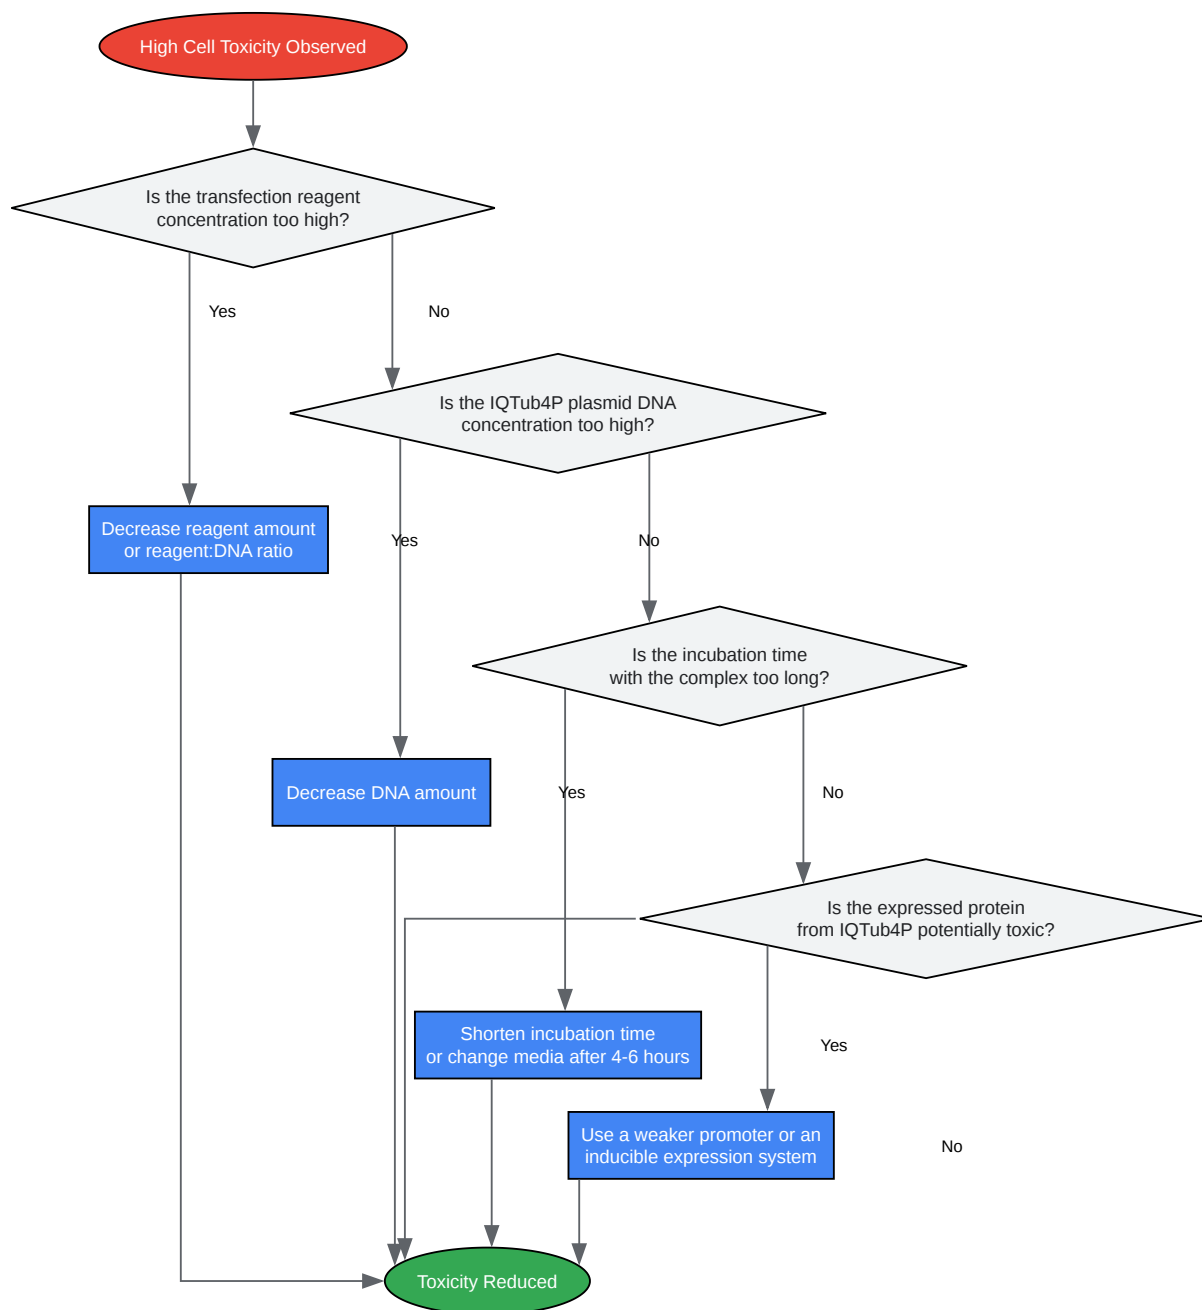 High Cell Toxicity Observed
Is the transfection reagent
concentration too high?
Yes
No
Is the IQTub4P plasmid DNA
concentration too high?
Decrease reagent amount
or reagent:DNA ratio
Yes
No
Is the incubation time
with the complex too long?
Decrease DNA amount
Yes
No
Is the expressed protein
from IQTub4P potentially toxic?
Shorten incubation time
or change media after 4-6 hours
Yes
Use a weaker promoter or an
inducible expression system
No
Toxicity Reduced